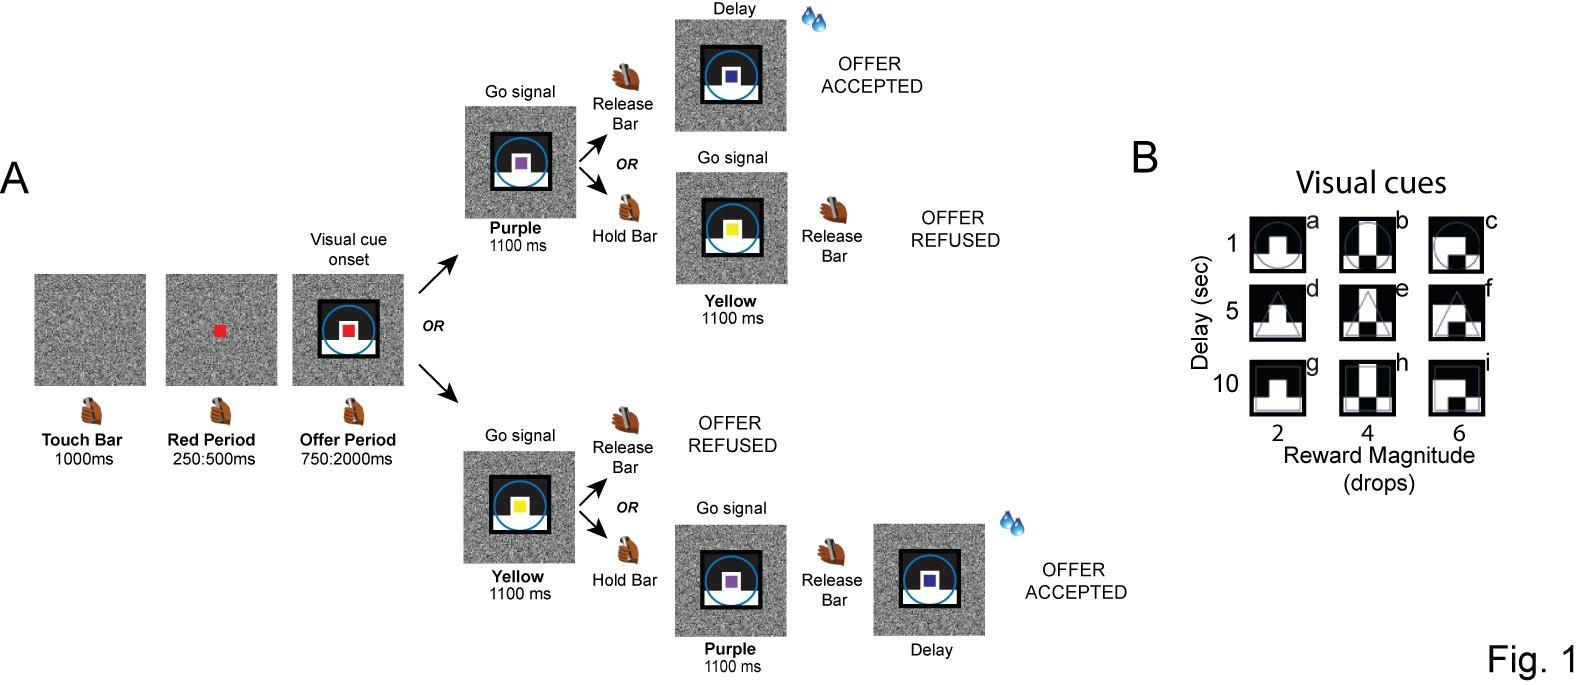 A
Touch Bar
1000ms
Red Period
250:500ms
Visual cue
onset
Offer Period
750:2000ms
OR
Go signal
Purple
1100 ms
Release
Bar
OR
Hold Bar
Delay
OFFER
ACCEPTED
Go signal
Yellow
1100 ms
Release
Bar
OFFER
REFUSED
Go signal
Yellow
1100 ms
Release
Bar
OR
Hold Bar
OFFER
REFUSED
Go signal
Purple
1100 ms
Release
Bar
Delay
OFFER
ACCEPTED
B
Visual cues
Delay (sec)
1 a b c
5 d e f
10 g h i
2 4 6
Reward Magnitude
(drops)
Fig. 1